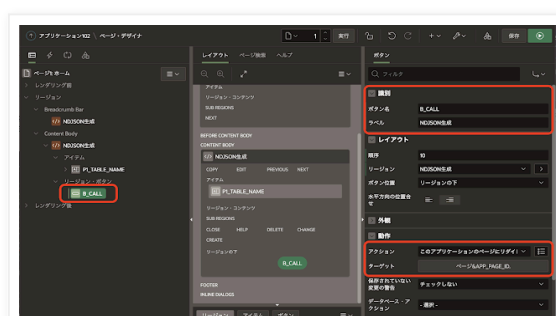 アプリケーション102 \ ページ・デザイナ
1
実行
保存
ページ1: ホーム
レンダリング前
リージョン
Breadcrumb Bar
NDJSON生成
Content Body
NDJSON生成
アイテム
P1_TABLE_NAME
リージョン・ボタン
B_CALL
レンダリング後
レイアウト ページ検索 ヘルプ
アイテム
リージョン・コンテンツ
SUB REGIONS
NEXT
BEFORE CONTENT BODY
CONTENT BODY
NDJSON生成
COPY EDIT PREVIOUS NEXT
アイテム
P1_TABLE_NAME
リージョン・コンテンツ
SUB REGIONS
CLOSE HELP DELETE CHANGE
CREATE
リージョンの下
B_CALL
FOOTER
INLINE DIALOGS
リージョン アイテム ボタン
ボタン
フィルタ
識別
ボタン名 B_CALL
ラベル NDJSON生成
レイアウト
順序 10
リージョン NDJSON生成
ボタン位置 リージョンの下
水平方向の位置合せ
外観
動作
アクション このアプリケーションのページにリダイ
ターゲット ページ&APP_PAGE_ID.
保存されていない変更の警告 チェックしない
データベース・アクション - 選択 -